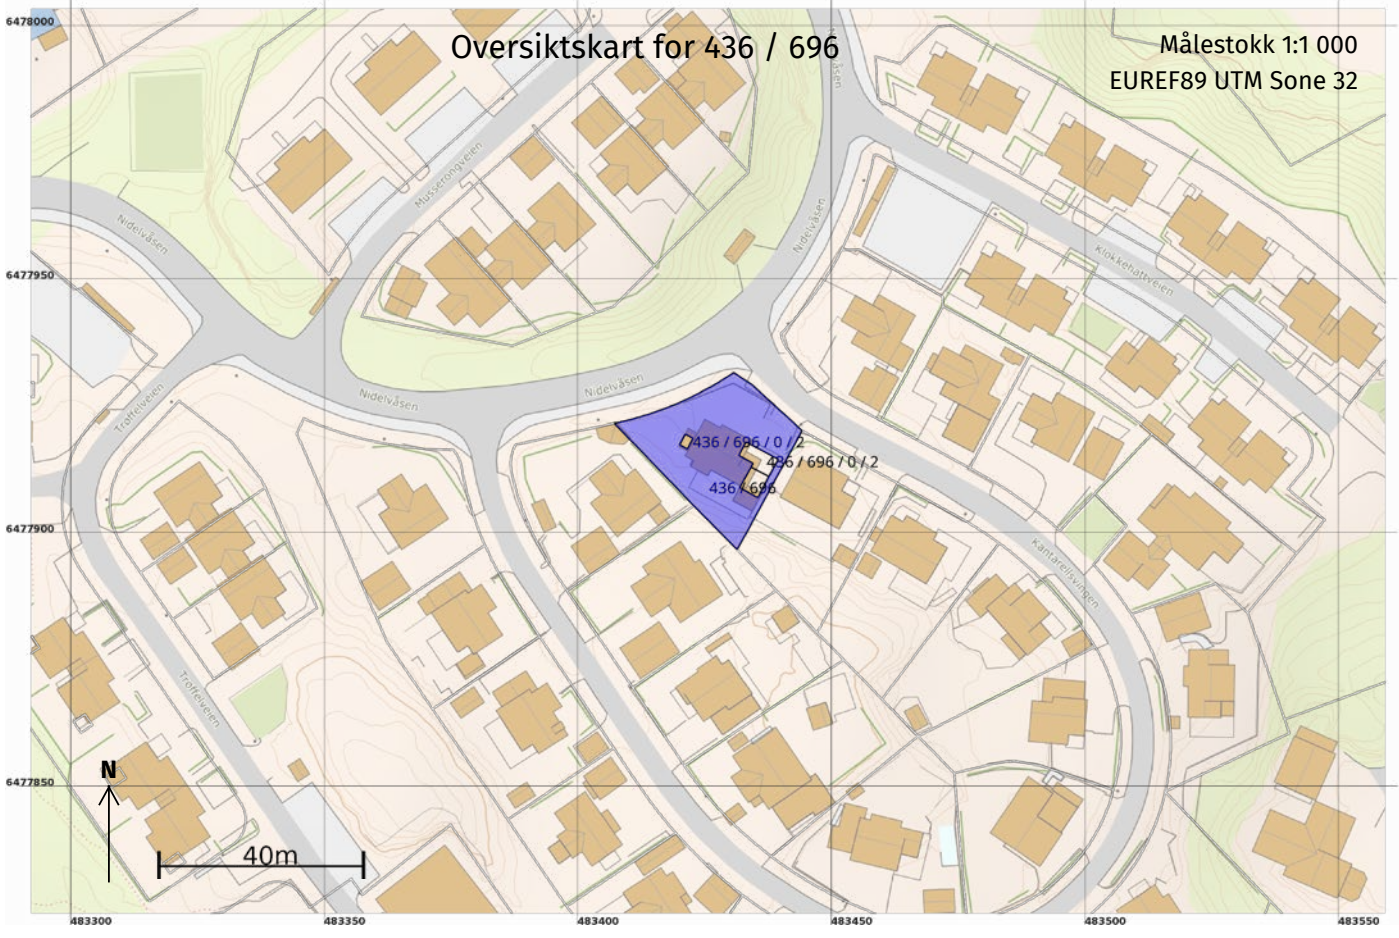 Oversiktskart for 436 / 696
Målestokk 1:1 000
EUREF89 UTM Sone 32
6478000
6477950
6477900
6477850
483300
483350
483400
483450
483500
483550
Musserongveien
Nidelvåsen
Nidelvåsen
Klokkehattveien
Nidelvåsen
Nidelvåsen
Trøffelveien
436 / 696 / 0 / 2
436 / 696 / 0 / 2
436 / 696
Kantarellsvingen
Trøffelveien
N
40m